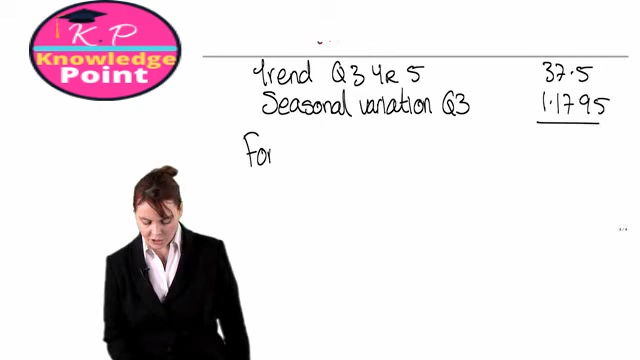 K.P
Knowledge
Point
Trend Q3 YR 5 37.5
Seasonal variation Q3 1.1795
For